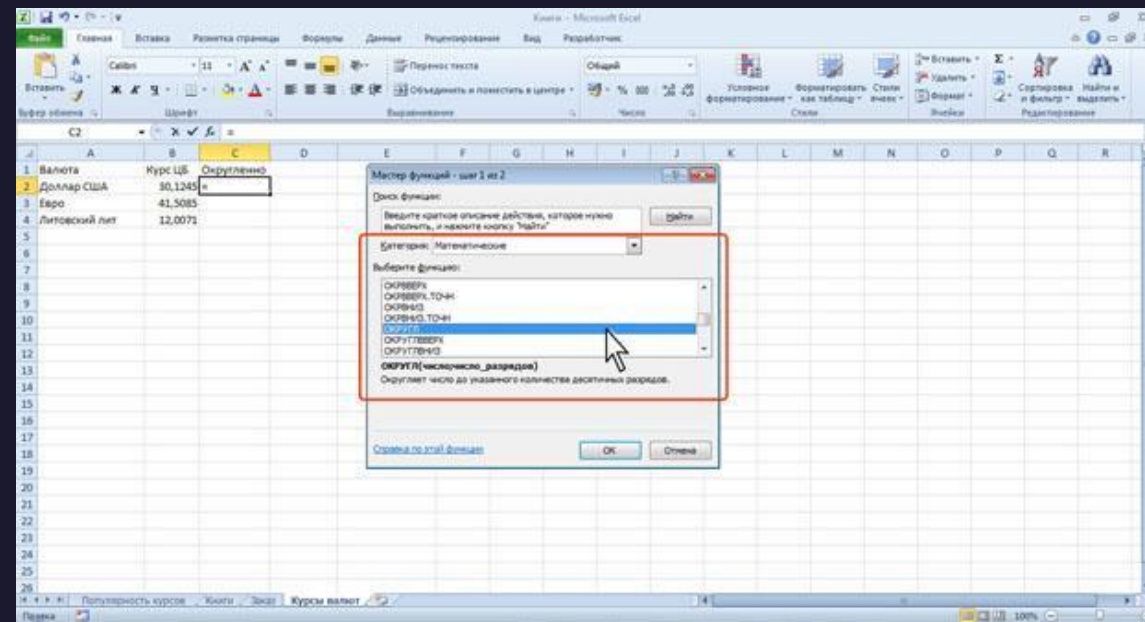 Книги - Microsoft Excel
Файл Главная Вставка Разметка страницы Формулы Данные Рецензирование Вид Разработчик
Вставить
Calibri 11
Ж К Ч
Перенос текста
Объединить и поместить в центре
Общий
% 000
Условное форматирование
Форматировать как таблицу
Стили ячеек
Вставить
Удалить
Формат
Сортировка и фильтр
Найти и выделить
Буфер обмена Шрифт Выравнивание Число Стили Ячейки Редактирование
C2 fx =
A B C D E F G H I J K L M N O P Q R
1 Валюта Курс ЦБ Округленно
2 Доллар США 30,1245 =
3 Евро 41,5085
4 Литовский лит 12,0071
5
6
7
8
9
10
11
12
13
14
15
16
17
18
19
20
21
22
23
24
25
26
Мастер функций - шаг 1 из 2
Поиск функции:
Введите краткое описание действия, которое нужно
выполнить, и нажмите кнопку "Найти"
Найти
Категория: Математические
Выберите функцию:
ОКРВВЕРХ
ОКРВВЕРХ.ТОЧН
ОКРВНИЗ
ОКРВНИЗ.ТОЧН
ОКРУГЛ
ОКРУГЛВВЕРХ
ОКРУГЛВНИЗ
ОКРУГЛ(число;число_разрядов)
Округляет число до указанного количества десятичных разрядов.
Справка по этой функции
OK Отмена
Популярность курсов Книги Заказ Курсы валют
Правка 100%